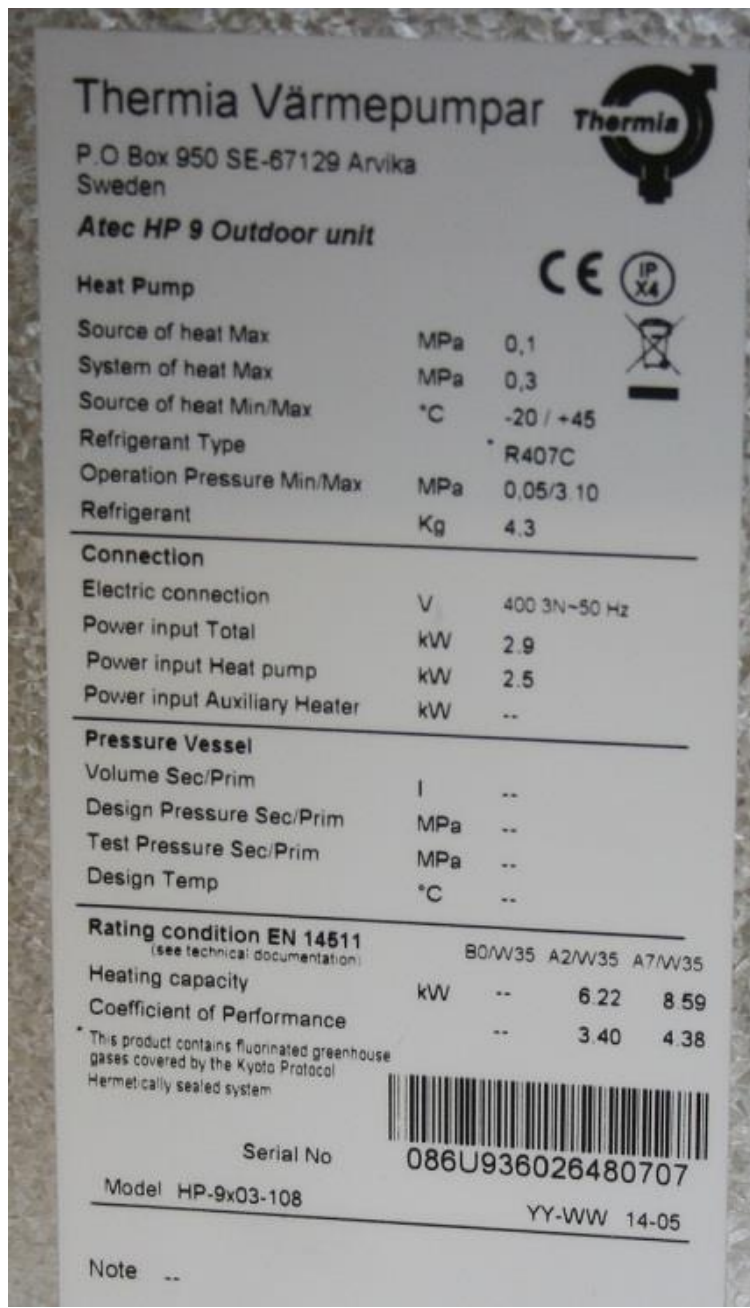 Thermia Värmepumpar
Thermia
P.O Box 950 SE-67129 Arvika
Sweden
Atec HP 9 Outdoor unit
CE IP X4
Heat Pump
Source of heat Max MPa 0,1
System of heat Max MPa 0,3
Source of heat Min/Max °C -20 / +45
Refrigerant Type * R407C
Operation Pressure Min/Max MPa 0,05/3.10
Refrigerant Kg 4.3
Connection
Electric connection V 400 3N~50 Hz
Power input Total kW 2.9
Power input Heat pump kW 2.5
Power input Auxiliary Heater kW --
Pressure Vessel
Volume Sec/Prim l --
Design Pressure Sec/Prim MPa --
Test Pressure Sec/Prim MPa --
Design Temp °C --
Rating condition EN 14511
(see technical documentation) B0/W35 A2/W35 A7/W35
Heating capacity kW -- 6.22 8.59
Coefficient of Performance -- 3.40 4.38
* This product contains fluorinated greenhouse
gases covered by the Kyoto Protocol
Hermetically sealed system
Serial No 086U936026480707
Model HP-9x03-108 YY-WW 14-05
Note --